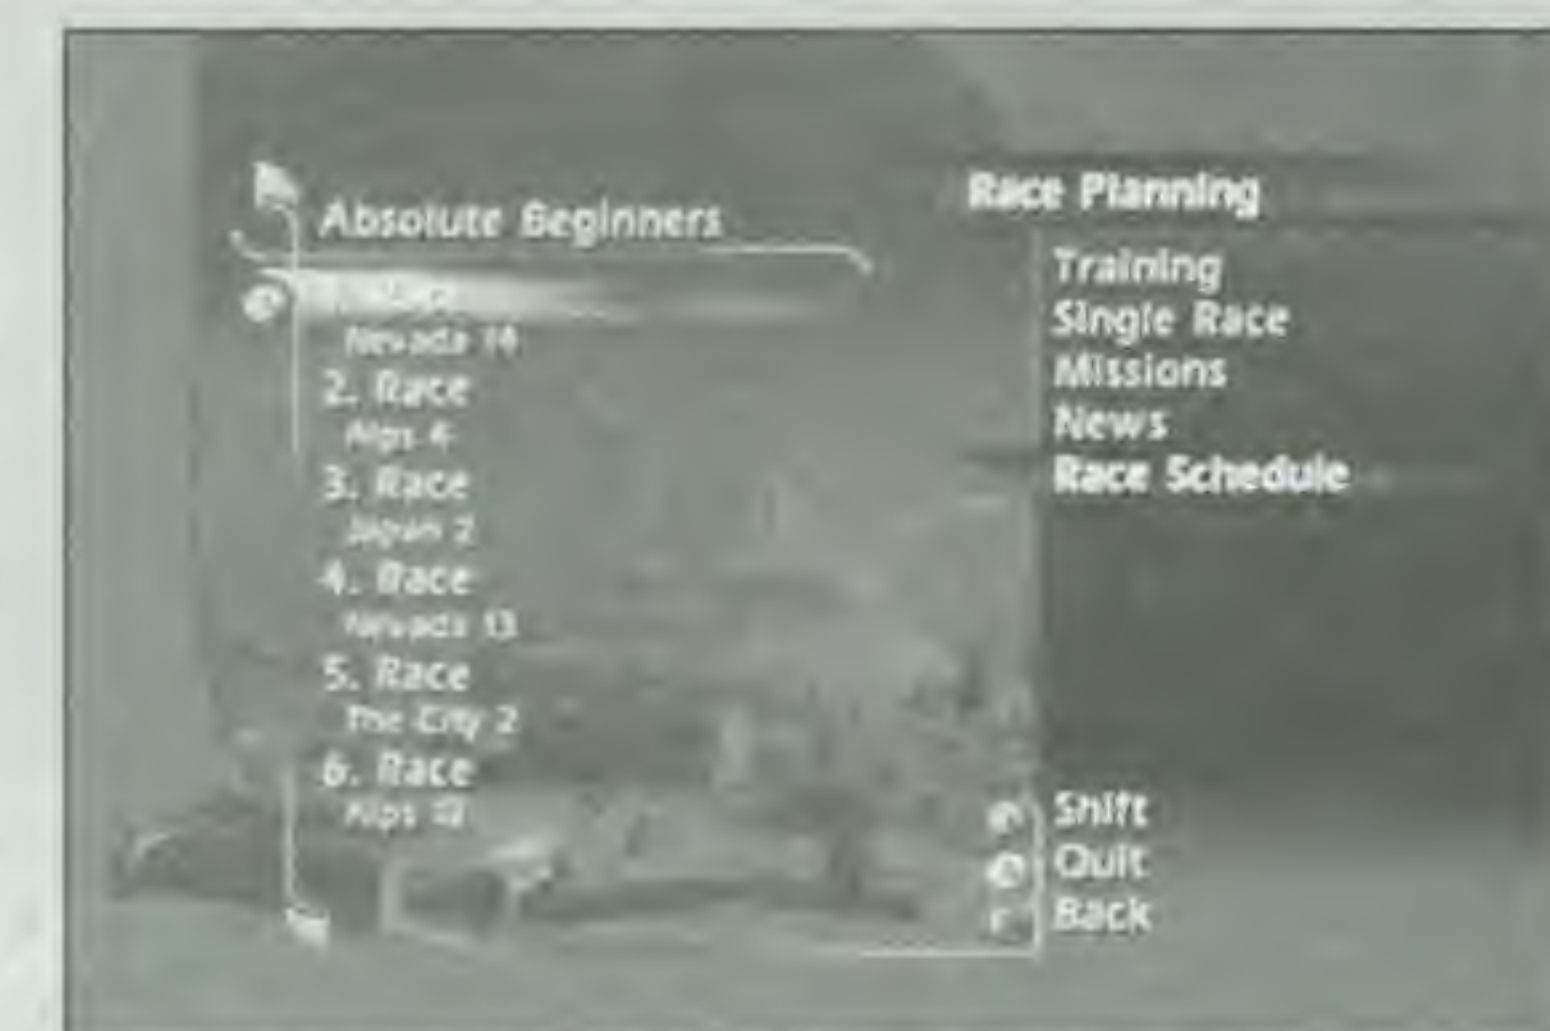 Absolute Beginners
Nevada 14
2. Race
Alps 4
3. Race
Japan 2
4. Race
Nevada 13
5. Race
The City 2
6. Race
Alps
Race Planning
Training
Single Race
Missions
News
Race Schedule
Shift
Quit
Back